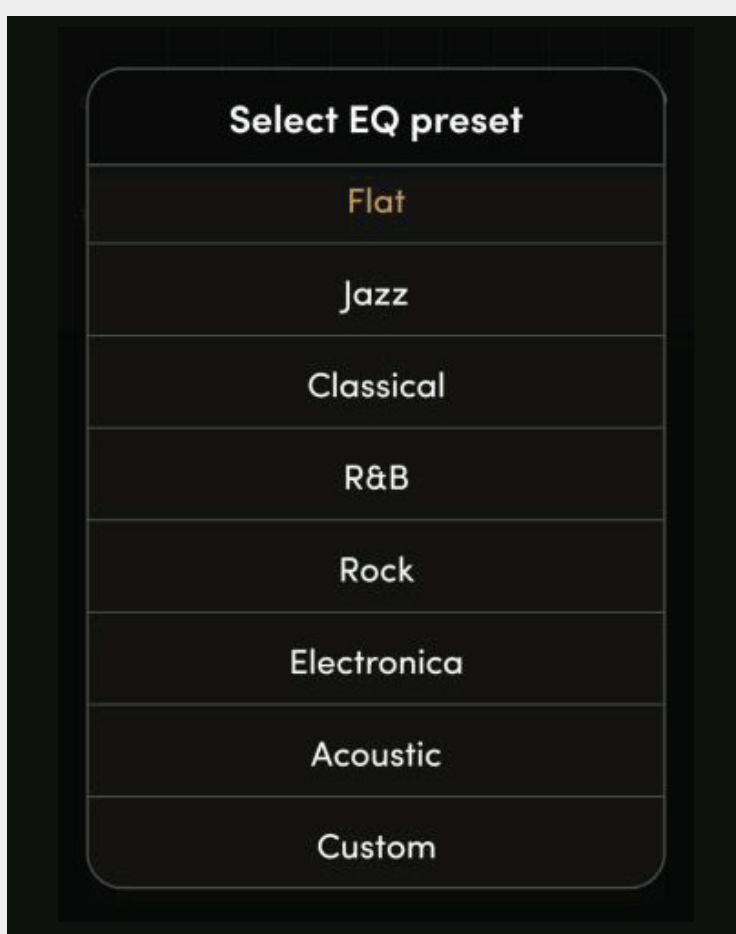 Select EQ preset
Flat
Jazz
Classical
R&B
Rock
Electronica
Acoustic
Custom